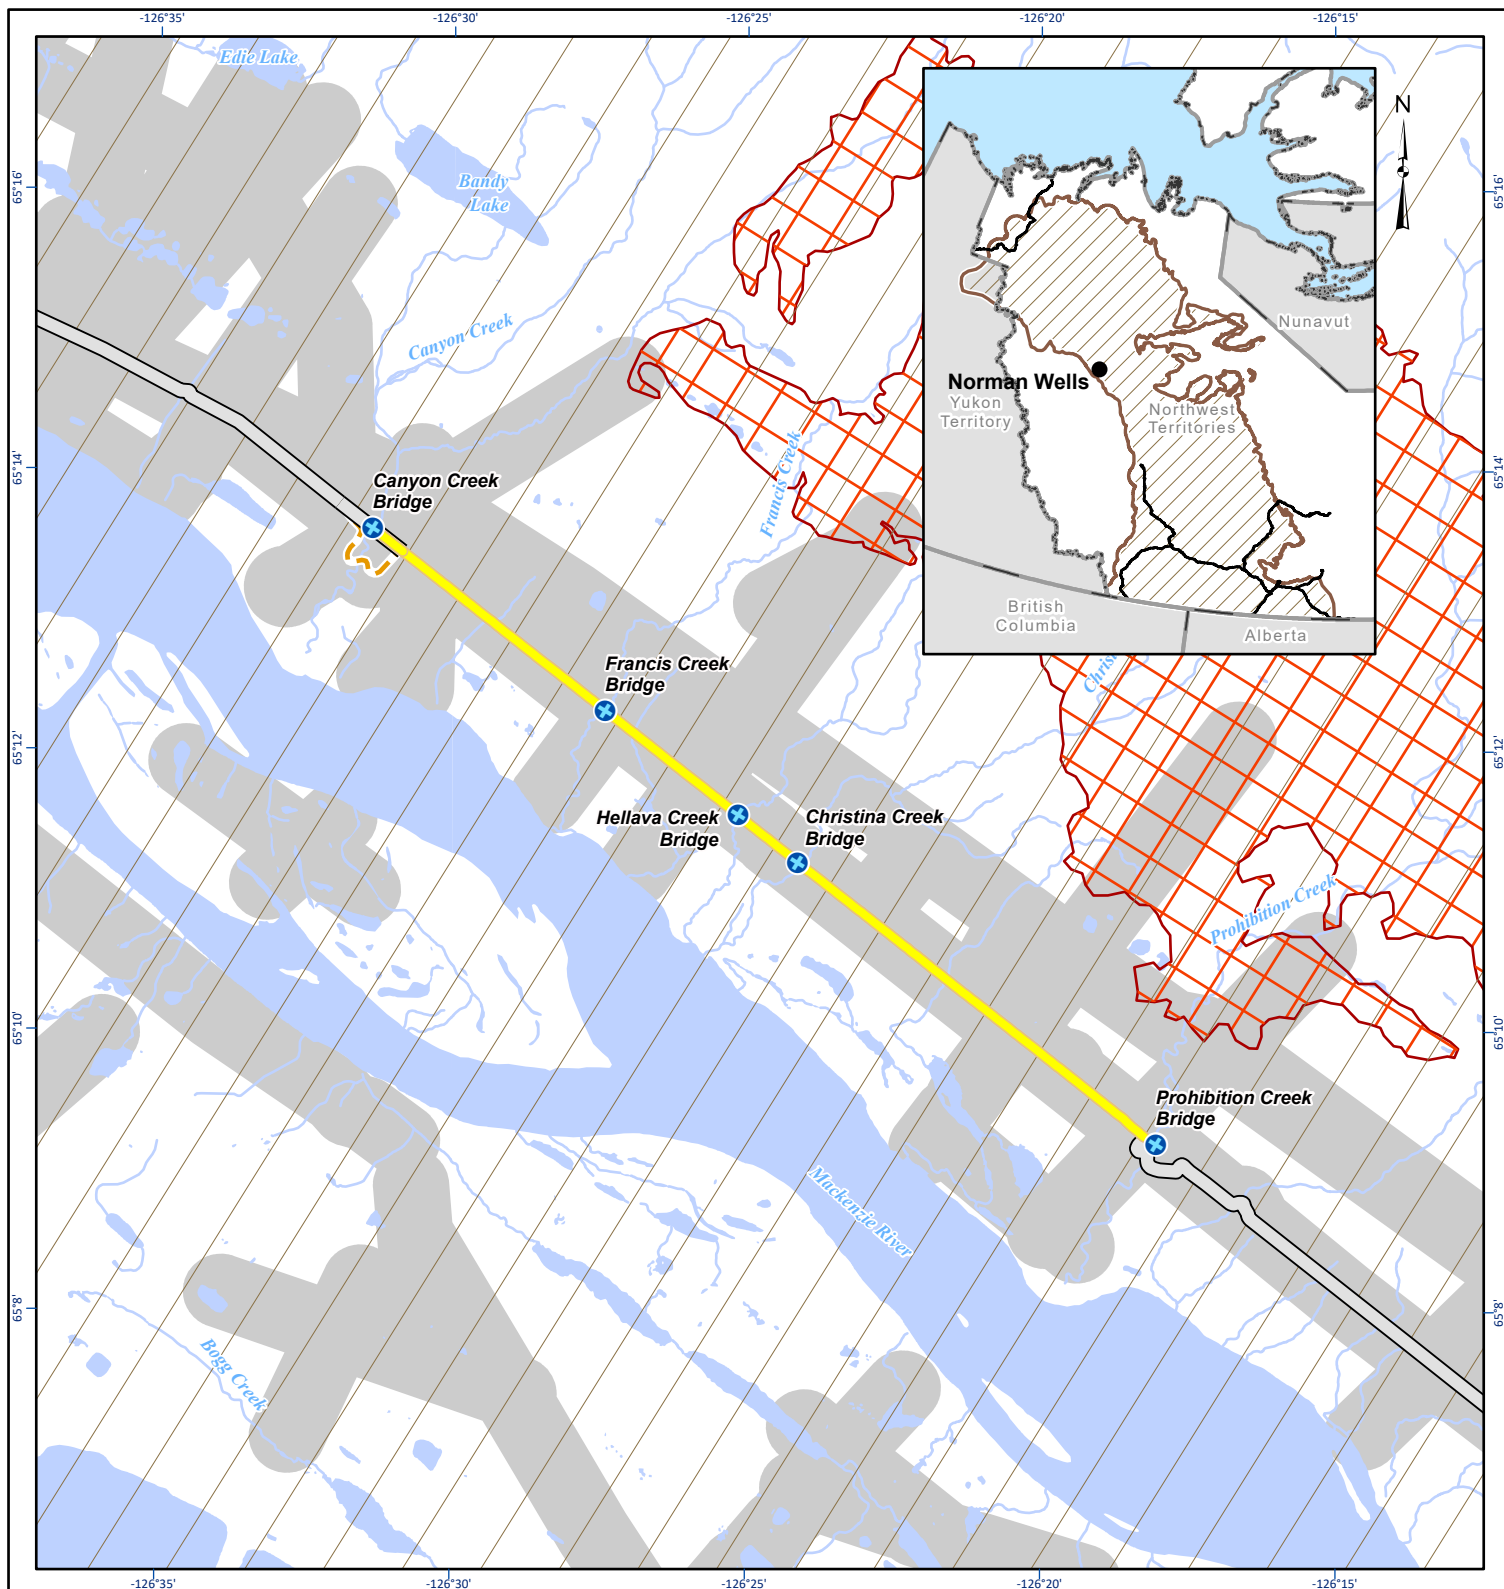 -126°35'
-126°30'
-126°25'
-126°20'
-126°15'
Edie Lake
N
65°16'
65°16'
Bandy
Lake
Canyon Creek
Nunavut
Norman Wells
Yukon
Territory
Northwest
Territories
65°14'
65°14'
Francis Creek
Canyon Creek
Bridge
British
Columbia
Alberta
Francis Creek
Bridge
Chris
65°12'
65°12'
Hellava Creek
Bridge
Christina Creek
Bridge
Prohibition Creek
65°10'
65°10'
Prohibition Creek
Bridge
Mackenzie River
65°8'
65°8'
Bogg Creek
-126°35'
-126°30'
-126°25'
-126°20'
-126°15'